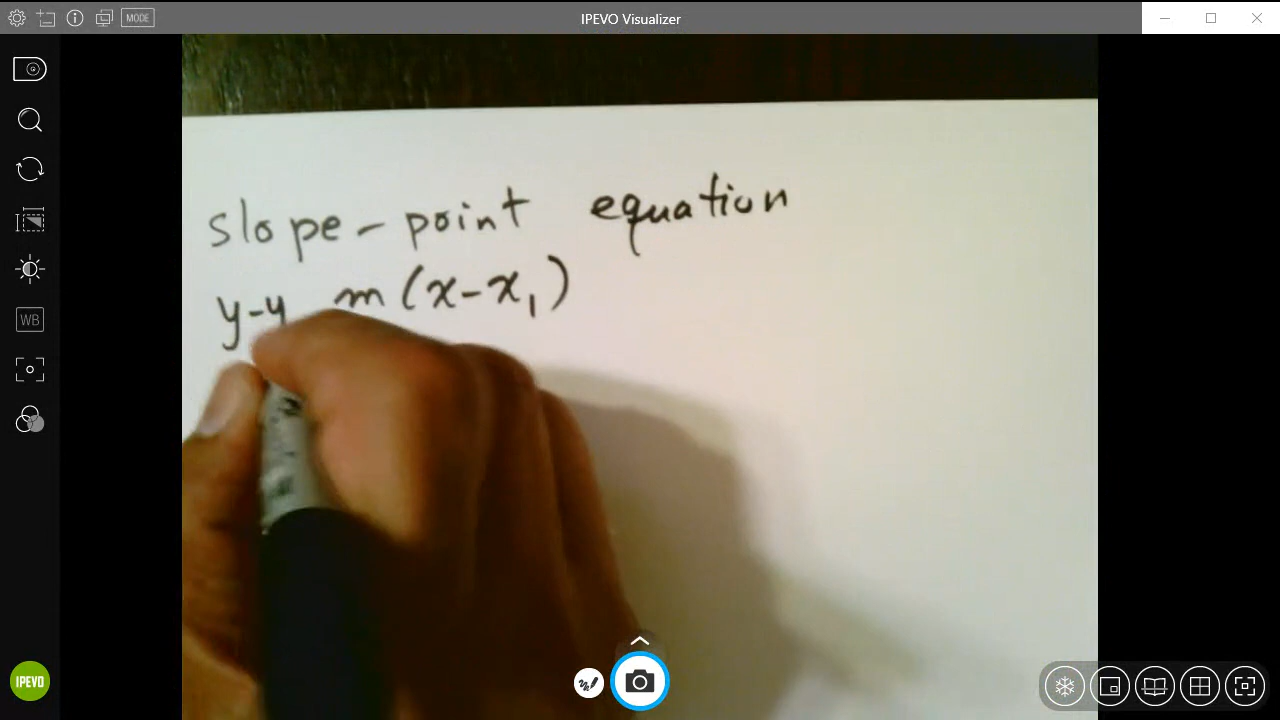 MODE
IPEVO Visualizer
slope-point equation
y-y m(x-x₁)
WB
IPEVO